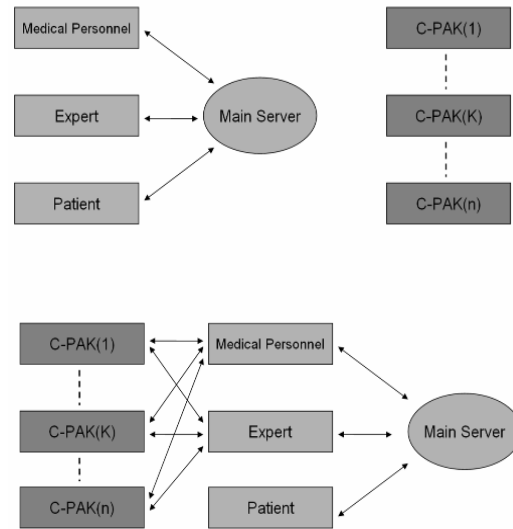 Medical Personnel
C-PAK(1)
Expert
Main Server
C-PAK(K)
Patient
C-PAK(n)
C-PAK(1)
Medical Personnel
C-PAK(K)
Expert
Main Server
C-PAK(n)
Patient